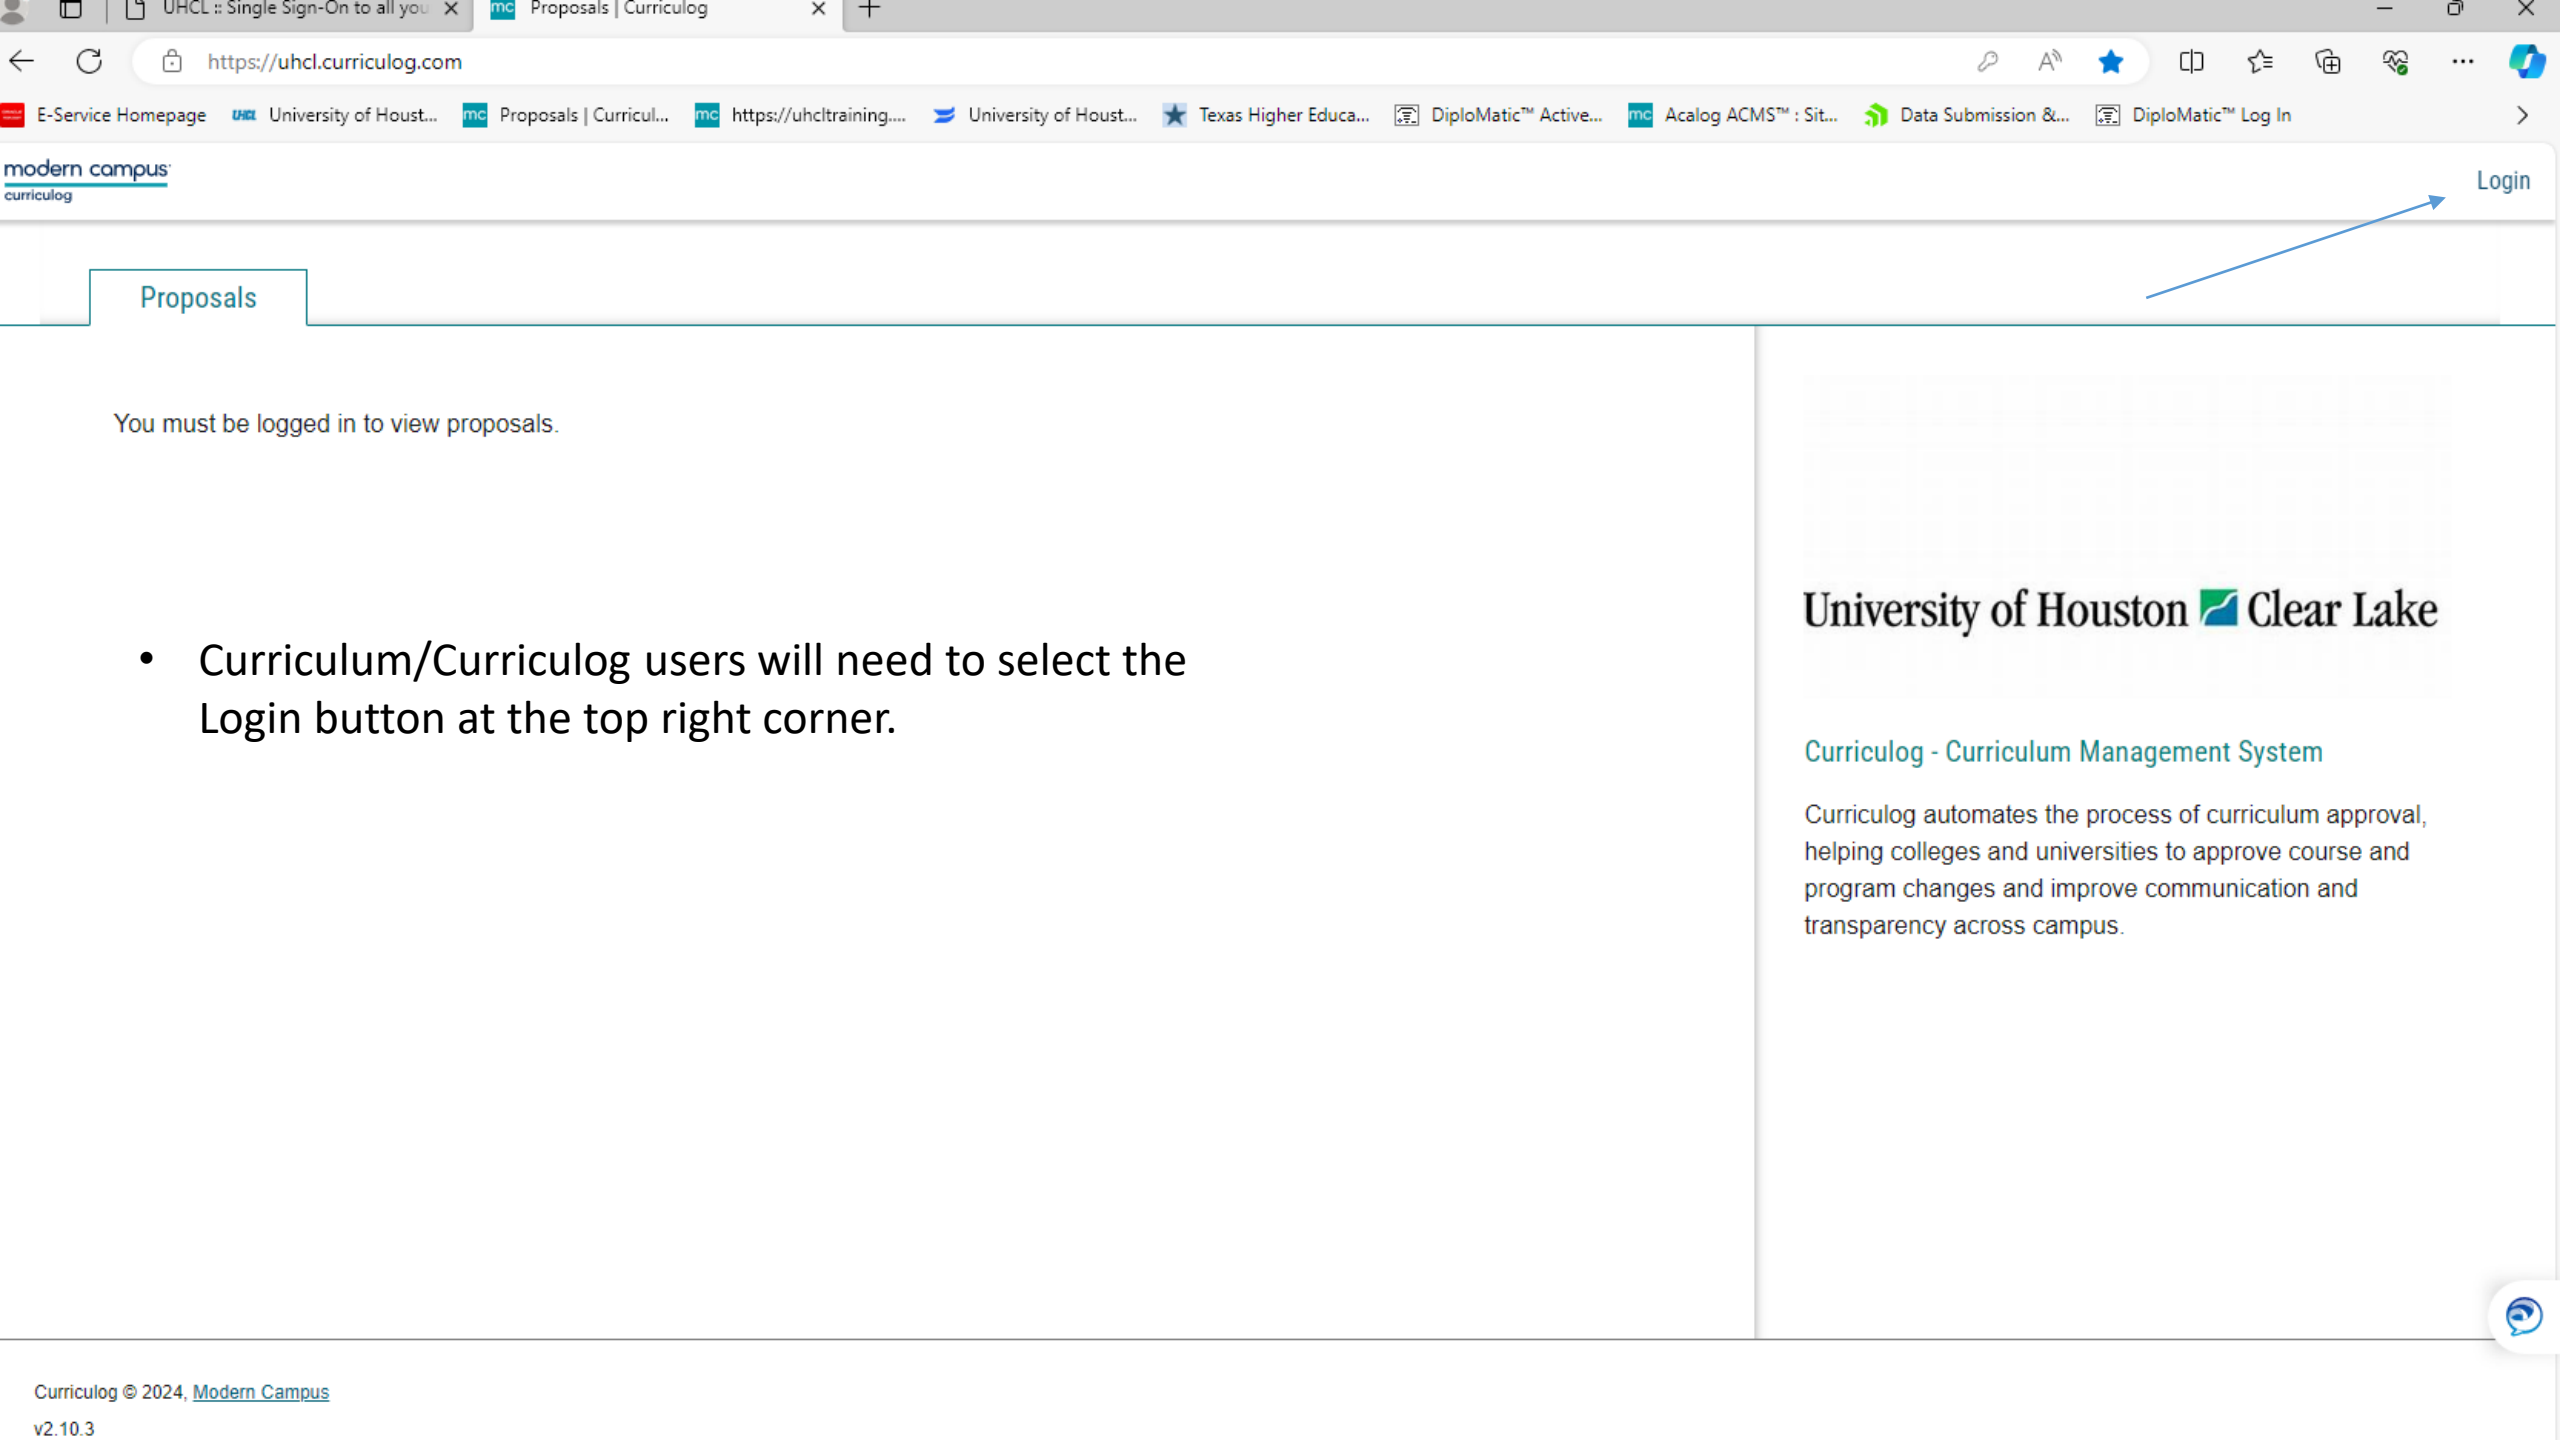 UHCL :: Single Sign-On to all you
mc Proposals | Curriculog
https://uhcl.curriculog.com
E-Service Homepage UHCL University of Houst... mc Proposals | Curricul... mc https://uhcltraining.... University of Houst... Texas Higher Educa... DiploMatic™ Active... mc Acalog ACMS™ : Sit... Data Submission &... DiploMatic™ Log In
modern campus
curriculog
Login
Proposals
You must be logged in to view proposals.
• Curriculum/Curriculog users will need to select the
Login button at the top right corner.
University of Houston Clear Lake
Curriculog - Curriculum Management System
Curriculog automates the process of curriculum approval,
helping colleges and universities to approve course and
program changes and improve communication and
transparency across campus.
Curriculog © 2024, Modern Campus
v2.10.3